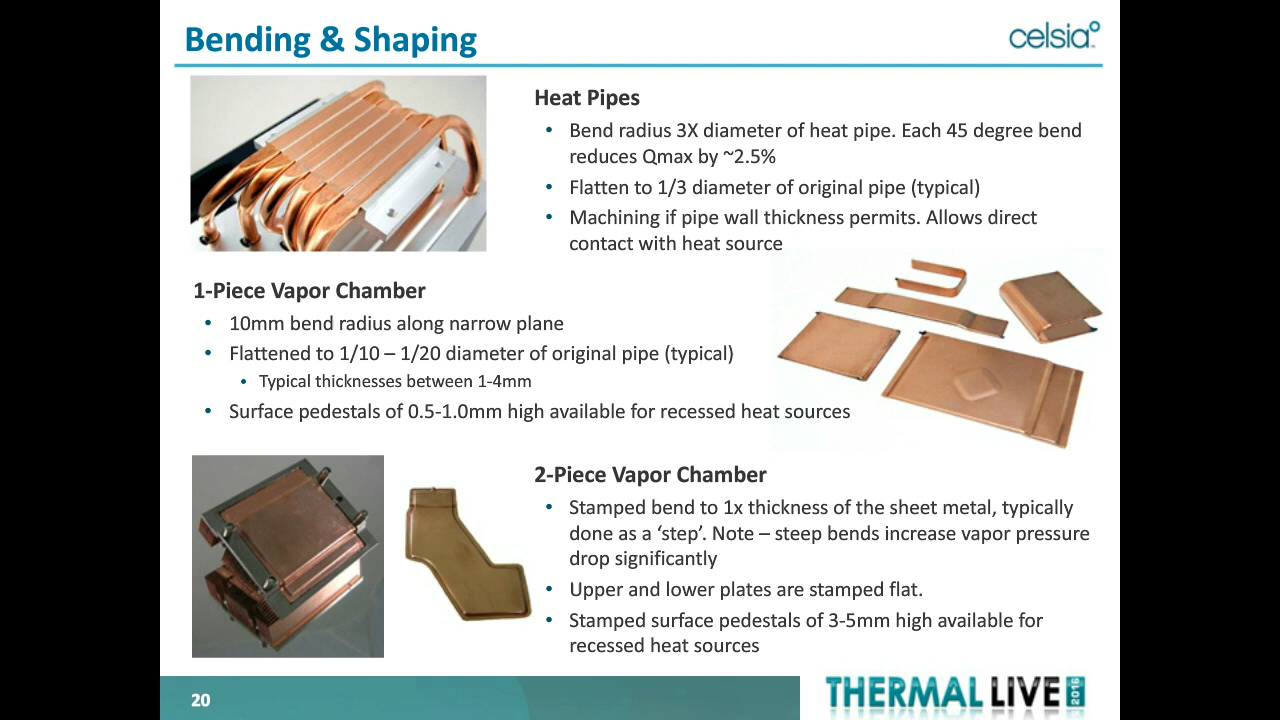 Bending & Shaping
celsia
Heat Pipes
• Bend radius 3X diameter of heat pipe. Each 45 degree bend
reduces Qmax by ~2.5%
• Flatten to 1/3 diameter of original pipe (typical)
• Machining if pipe wall thickness permits. Allows direct
contact with heat source
1-Piece Vapor Chamber
• 10mm bend radius along narrow plane
• Flattened to 1/10 – 1/20 diameter of original pipe (typical)
• Typical thicknesses between 1-4mm
• Surface pedestals of 0.5-1.0mm high available for recessed heat sources
2-Piece Vapor Chamber
• Stamped bend to 1x thickness of the sheet metal, typically
done as a ‘step’. Note – steep bends increase vapor pressure
drop significantly
• Upper and lower plates are stamped flat.
• Stamped surface pedestals of 3-5mm high available for
recessed heat sources
20
THERMAL LIVE 2016